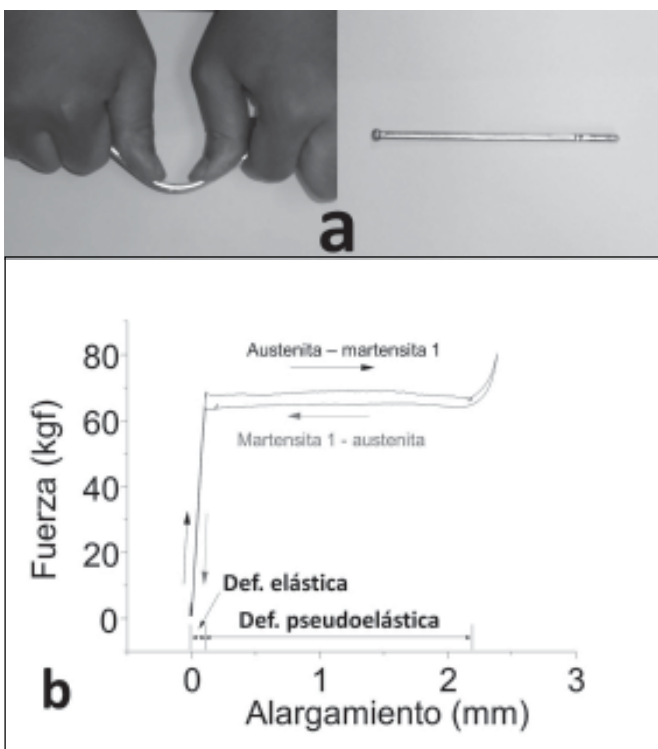 a
Austenita – martensita 1
Martensita 1 - austenita
Def. elástica
Def. pseudoelástica
Fuerza (kgf)
80
60
40
20
0
0 1 2 3
Alargamiento (mm)
b